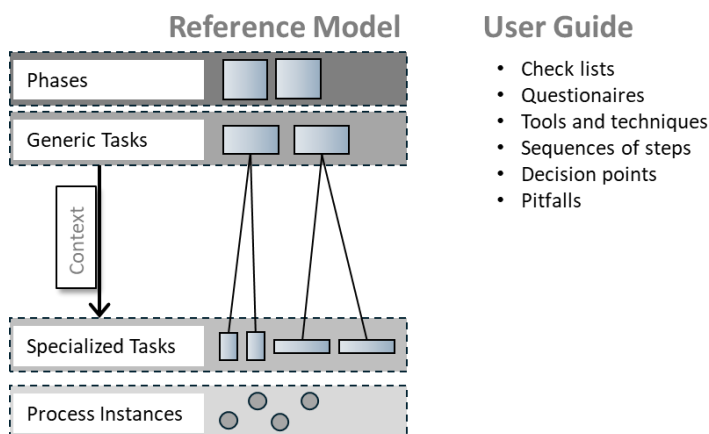 Reference Model
Phases
Generic Tasks
Context
Specialized Tasks
Process Instances
User Guide
• Check lists
• Questionaires
• Tools and techniques
• Sequences of steps
• Decision points
• Pitfalls